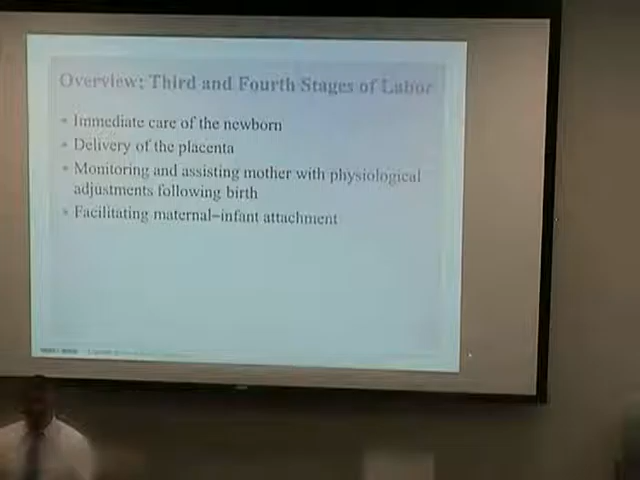 Overview: Third and Fourth Stages of Labor
• Immediate care of the newborn
• Delivery of the placenta
• Monitoring and assisting mother with physiological
adjustments following birth
• Facilitating maternal–infant attachment